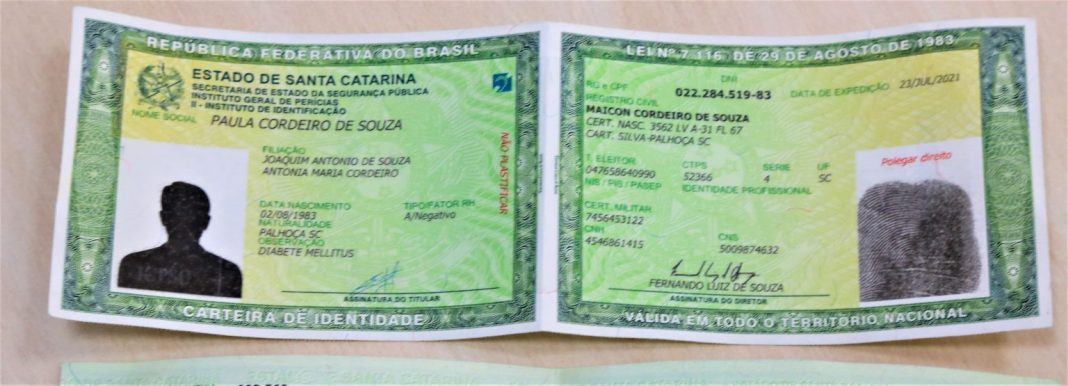 REPÚBLICA FEDERATIVA DO BRASIL
ESTADO DE SANTA CATARINA
SECRETARIA DE ESTADO DA SEGURANÇA PÚBLICA
INSTITUTO GERAL DE PERÍCIAS
II - INSTITUTO DE IDENTIFICAÇÃO
NOME SOCIAL PAULA CORDEIRO DE SOUZA
FILIAÇÃO
JOAQUIM ANTONIO DE SOUZA
ANTONIA MARIA CORDEIRO
DATA NASCIMENTO TIPO/FATOR RH
02/08/1983 A/Negativo
NATURALIDADE
PALHOÇA SC
OBSERVAÇÃO
DIABETE MELLITUS
NÃO PLASTIFICAR
ASSINATURA DO TITULAR
CARTEIRA DE IDENTIDADE
LEI Nº 7.116, DE 29 DE AGOSTO DE 1983
DNI
RG e CPF 022.284.519-83 DATA DE EXPEDIÇÃO 23/JUL/2021
REGISTRO CIVIL
MAICON CORDEIRO DE SOUZA
CERT. NASC. 3562 LV A-31 FL 67
CART. SILVA-PALHOÇA SC
T. ELEITOR CTPS SERIE UF
047658640990 52366 4 SC
NIS / PIS / PASEP IDENTIDADE PROFISSIONAL
CERT. MILITAR
7456453122
CNH CNS
4546861415 5009874632
Polegar direito
FERNANDO LUIZ DE SOUZA
ASSINATURA DO DIRETOR
VÁLIDA EM TODO O TERRITÓRIO NACIONAL